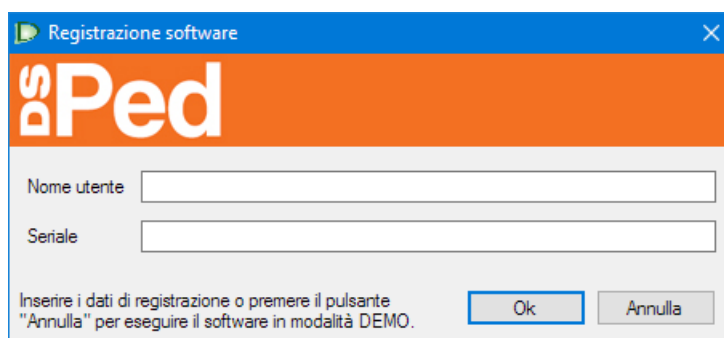 Registrazione software
DS Ped
Nome utente
Seriale
Inserire i dati di registrazione o premere il pulsante
"Annulla" per eseguire il software in modalità DEMO.
Ok
Annulla